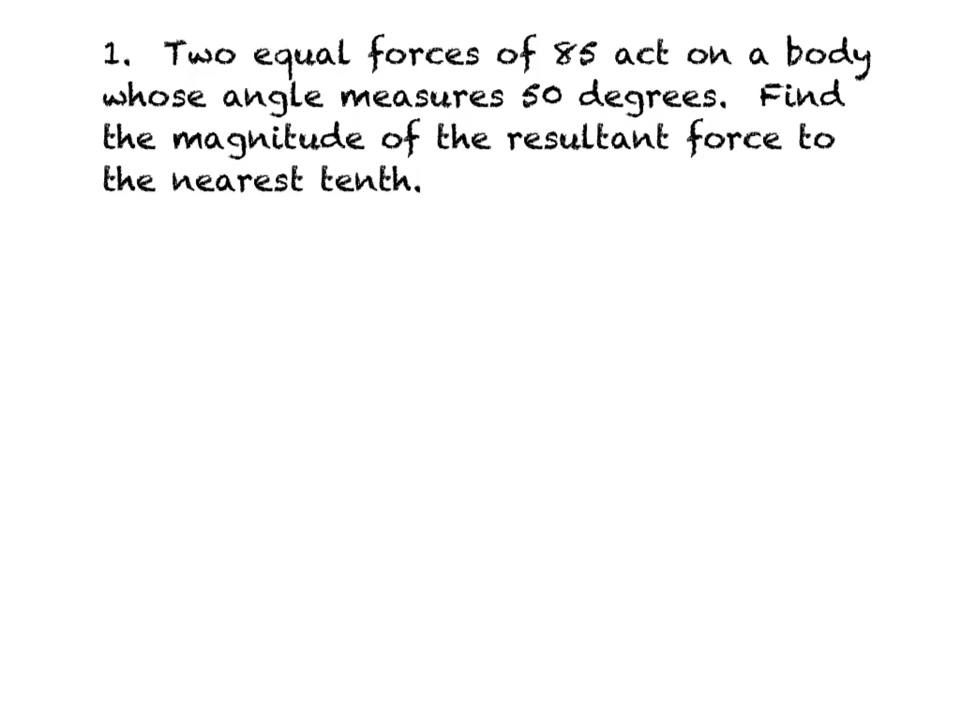 1. Two equal forces of 85 act on a body
whose angle measures 50 degrees. Find
the magnitude of the resultant force to
the nearest tenth.